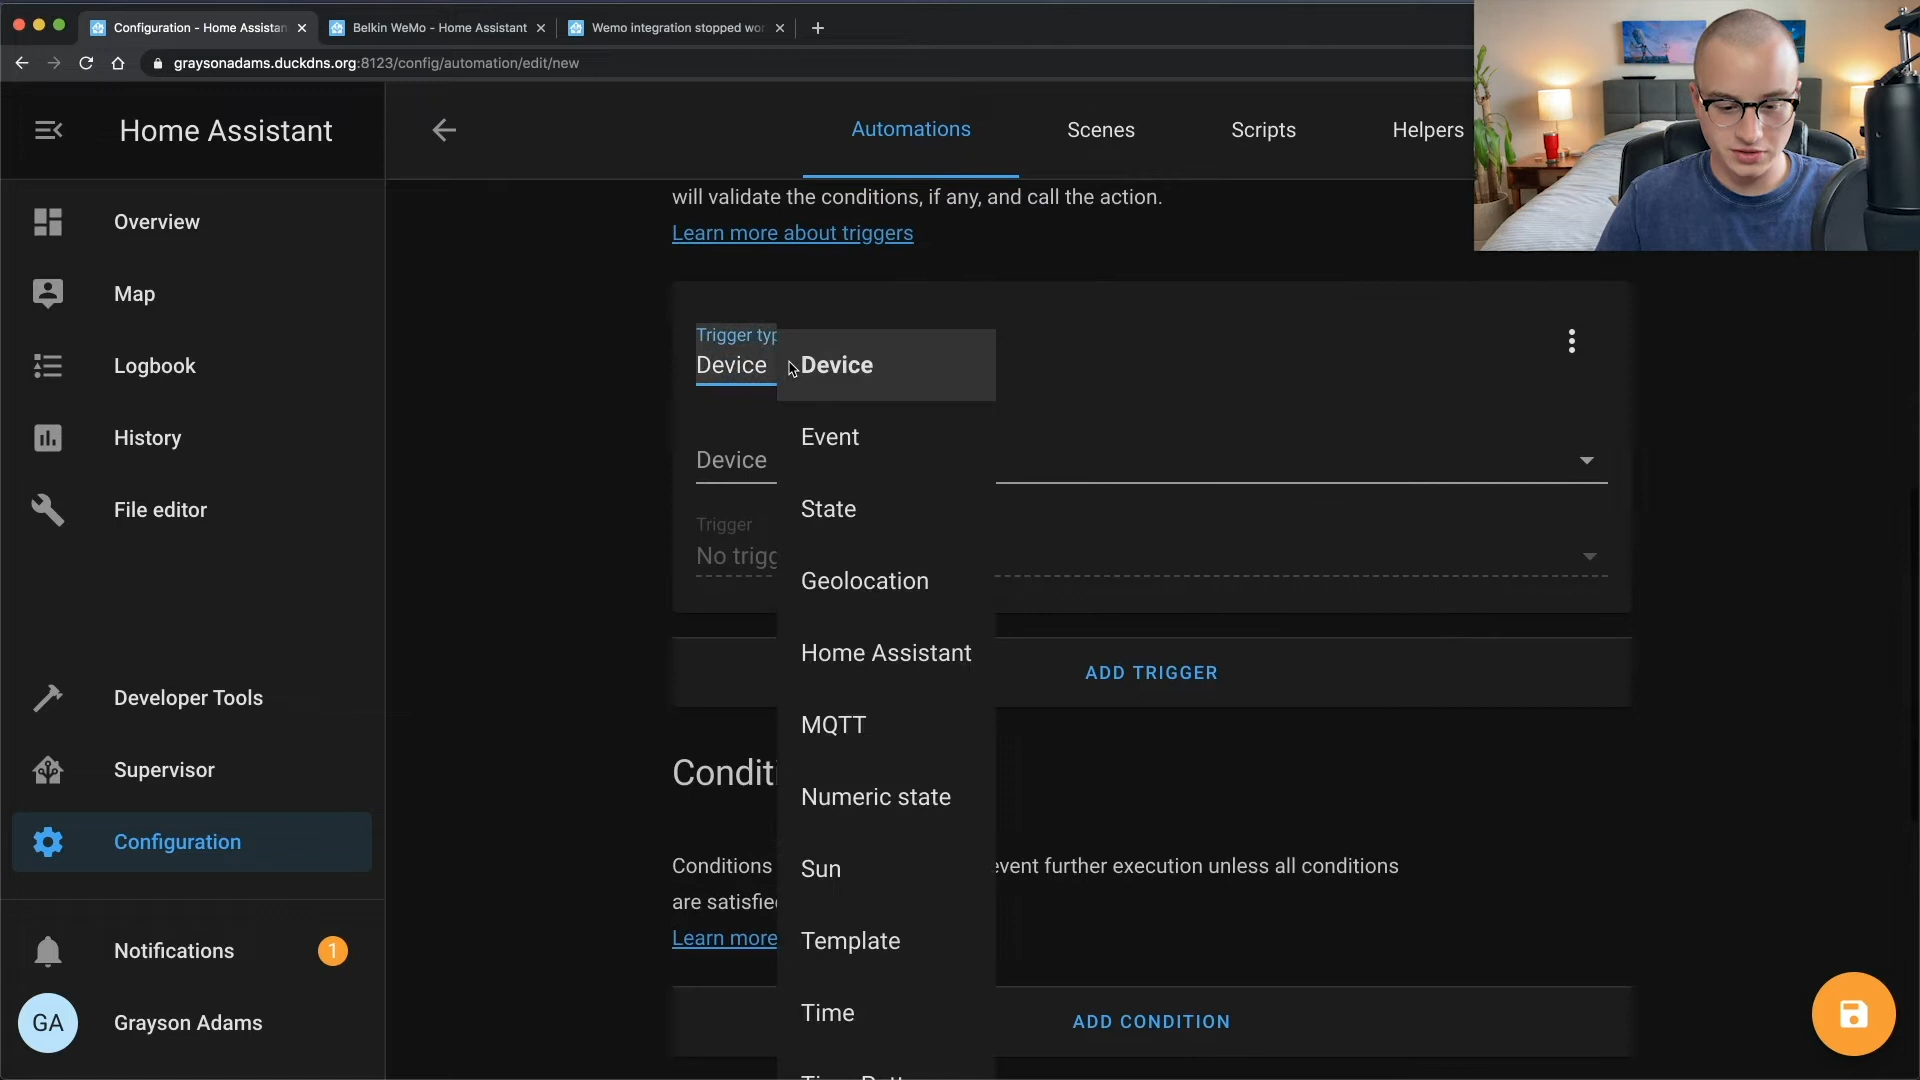 Configuration - Home Assistan
Belkin WeMo - Home Assistant
Wemo integration stopped wor
graysonadams.duckdns.org:8123/config/automation/edit/new
Home Assistant
Automations
Scenes
Scripts
Helpers
Overview
Map
Logbook
History
File editor
Developer Tools
Supervisor
Configuration
Notifications
1
GA
Grayson Adams
will validate the conditions, if any, and call the action.
Learn more about triggers
Trigger typ
Device
Device
Trigger
No trigg
Device
Event
State
Geolocation
Home Assistant
MQTT
Numeric state
Sun
Template
Time
ADD TRIGGER
Conditi
Conditions
event further execution unless all conditions
are satisfie
Learn more
ADD CONDITION